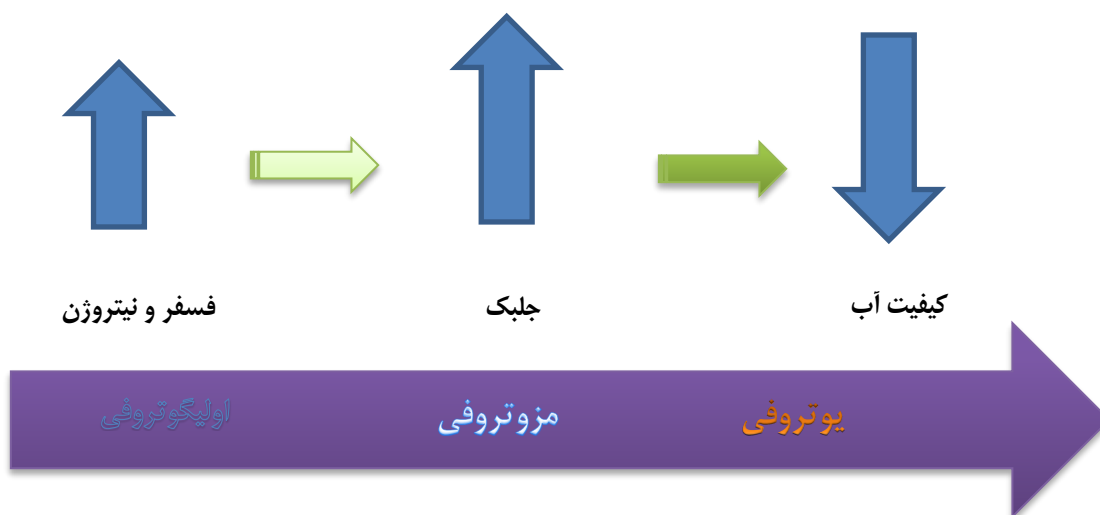 فسفر و نیتروژن
جلبک
کیفیت آب
اولیگوتروفی
مزوتروفی
یوتروفی